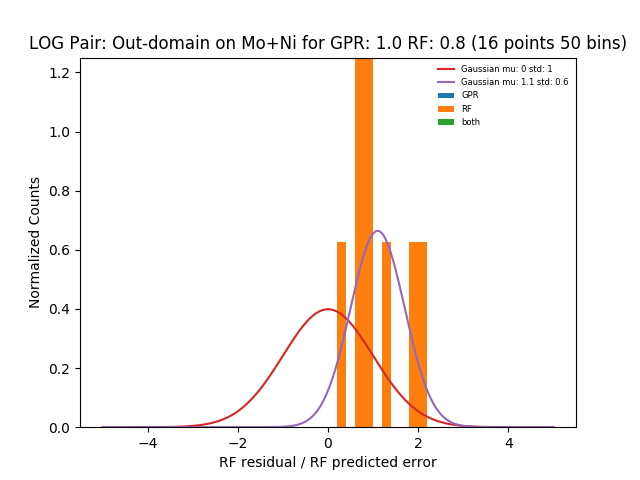 LOG Pair: Out-domain on Mo+Ni for GPR: 1.0 RF: 0.8 (16 points 50 bins)
Gaussian mu: 0 std: 1
Gaussian mu: 1.1 std: 0.6
GPR
RF
both
Normalized Counts
1.2
1.0
0.8
0.6
0.4
0.2
0.0
−4
−2
0
2
4
RF residual / RF predicted error